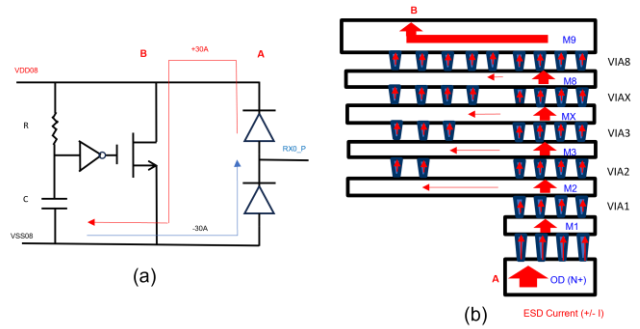 B
+30A
A
VDD08
R
RX0_P
C
-30A
VSS08
(a)
B
M9
VIA8
M8
VIAX
MX
VIA3
M3
VIA2
M2
VIA1
M1
A
OD (N+)
(b)
ESD Current (+/- I)